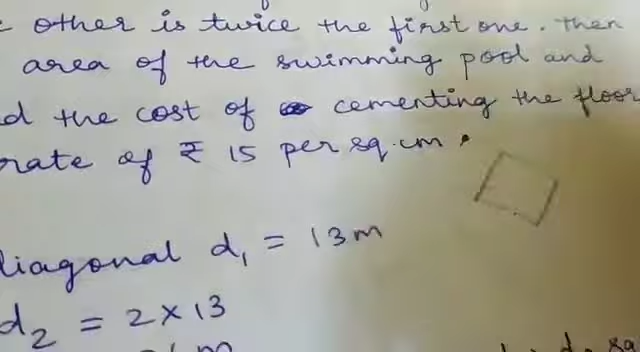 other is twice the first one. Then
area of the swimming pool and
d the cost of cementing the floor
rate of ₹ 15 per sq.cm.
diagonal d₁ = 13m
d₂ = 2×13
m